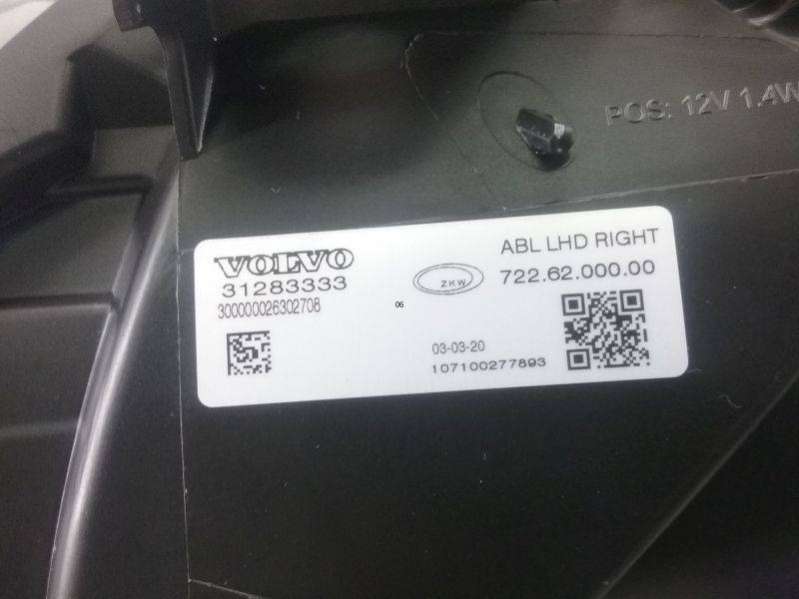 POS: 12V 1.4W
VOLVO
31283333
300000026302708
06
ZKW
ABL LHD RIGHT
722.62.000.00
03-03-20
107100277893